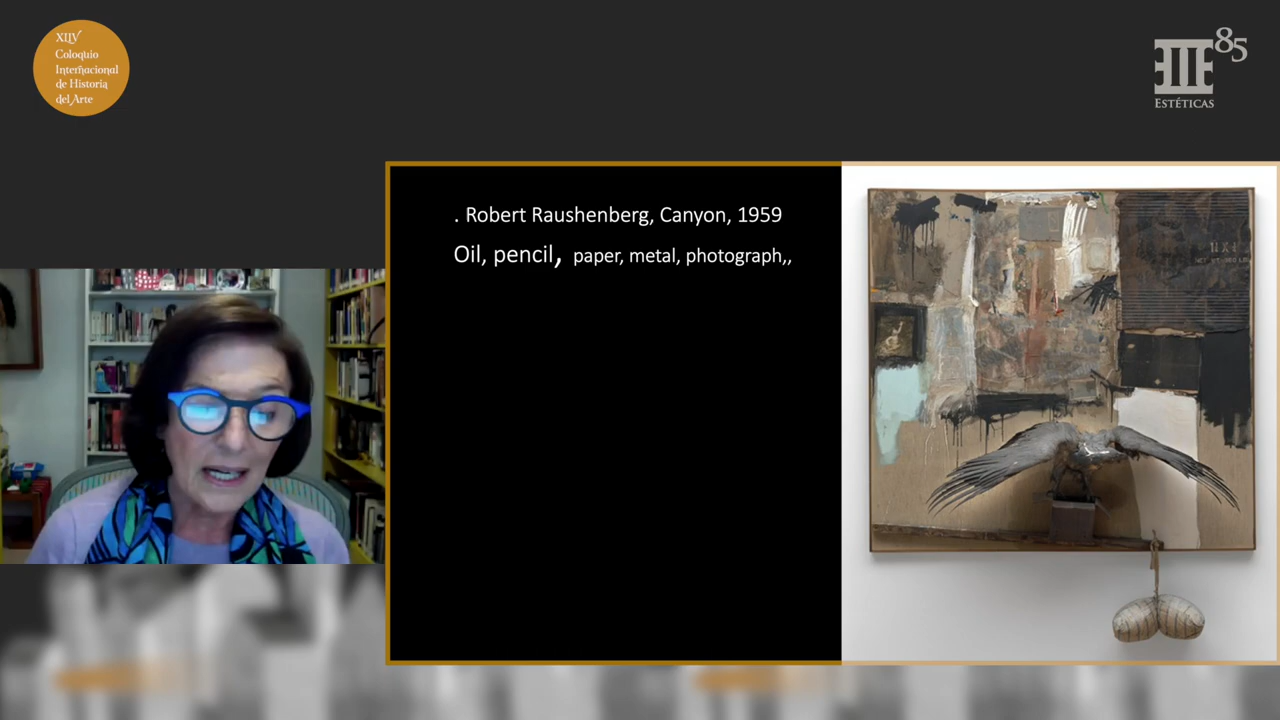 XLIV
Coloquio
Internacional
de Historia
del Arte
85
ESTÉTICAS
. Robert Raushenberg, Canyon, 1959
Oil, pencil, paper, metal, photograph,,